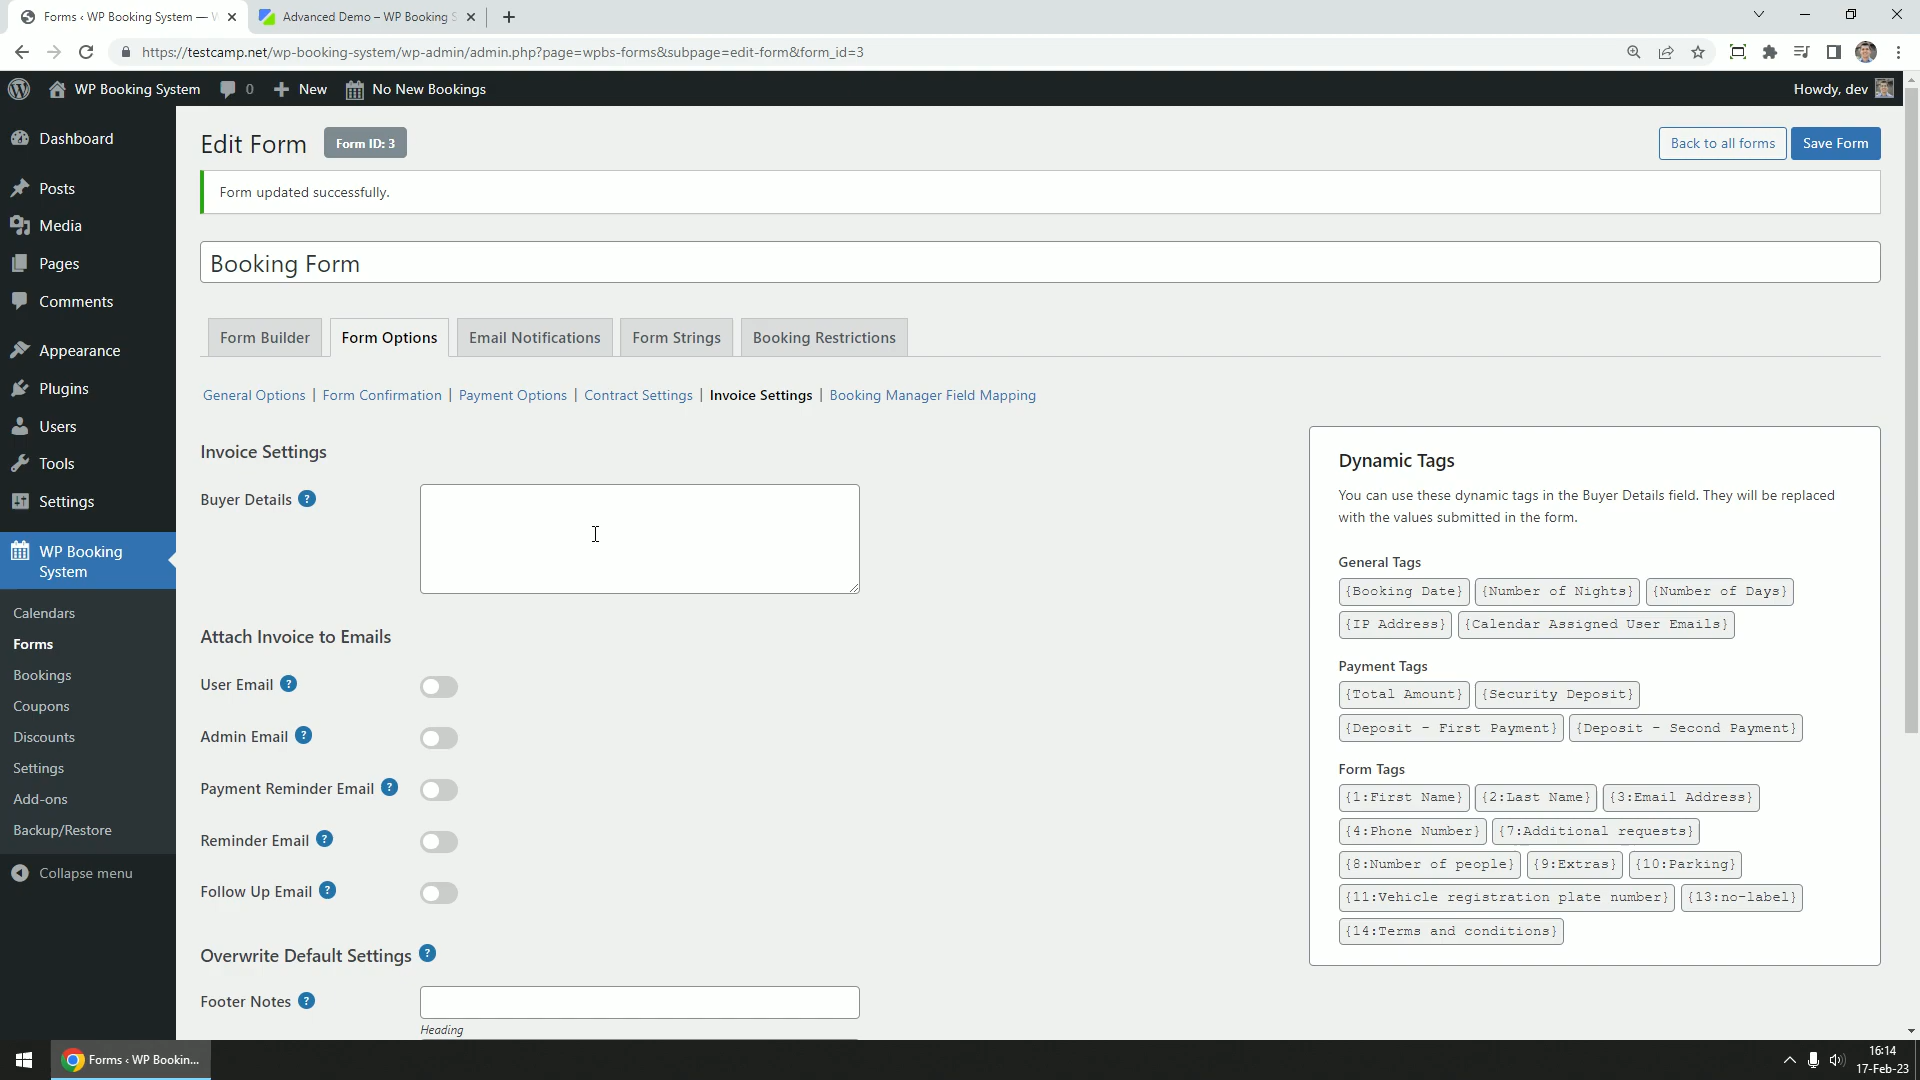 Forms ‹ WP Booking System — W
Advanced Demo – WP Booking S
https://testcamp.net/wp-booking-system/wp-admin/admin.php?page=wpbs-forms&subpage=edit-form&form_id=3
WP Booking System
0
New
No New Bookings
Howdy, dev
Dashboard
Posts
Media
Pages
Comments
Appearance
Plugins
Users
Tools
Settings
WP Booking
System
Calendars
Forms
Bookings
Coupons
Discounts
Settings
Add-ons
Backup/Restore
Collapse menu
Edit Form
Form ID: 3
Back to all forms
Save Form
Form updated successfully.
Booking Form
Form Builder
Form Options
Email Notifications
Form Strings
Booking Restrictions
General Options | Form Confirmation | Payment Options | Contract Settings | Invoice Settings | Booking Manager Field Mapping
Invoice Settings
Buyer Details ?
Attach Invoice to Emails
User Email ?
Admin Email ?
Payment Reminder Email ?
Reminder Email ?
Follow Up Email ?
Overwrite Default Settings ?
Footer Notes ?
Heading
Dynamic Tags
You can use these dynamic tags in the Buyer Details field. They will be replaced
with the values submitted in the form.
General Tags
{Booking Date} {Number of Nights} {Number of Days}
{IP Address} {Calendar Assigned User Emails}
Payment Tags
{Total Amount} {Security Deposit}
{Deposit - First Payment} {Deposit - Second Payment}
Form Tags
{1:First Name} {2:Last Name} {3:Email Address}
{4:Phone Number} {7:Additional requests}
{8:Number of people} {9:Extras} {10:Parking}
{11:Vehicle registration plate number} {13:no-label}
{14:Terms and conditions}
Forms ‹ WP Bookin...
16:14
17-Feb-23